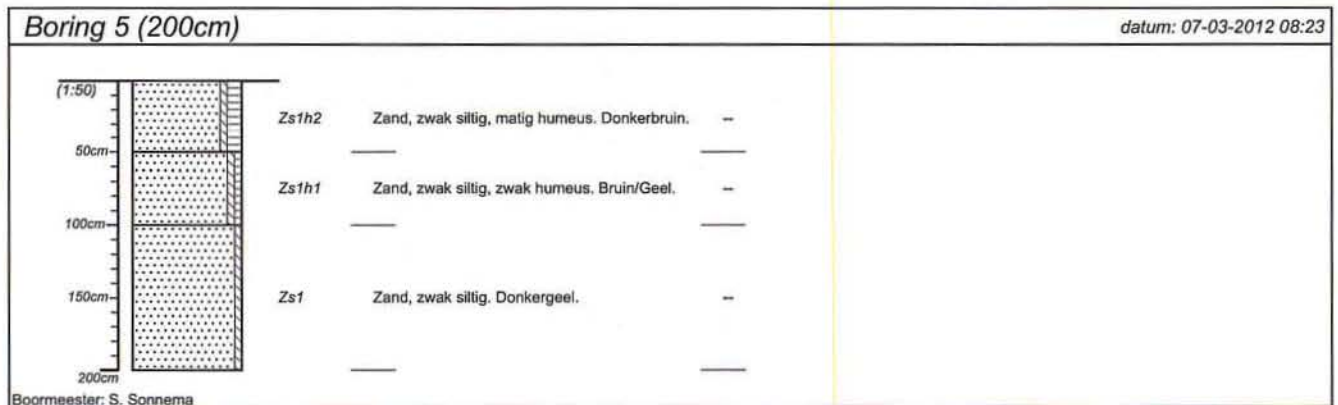 Boring 5 (200cm) datum: 07-03-2012 08:23
(1:50)
Zs1h2 Zand, zwak siltig, matig humeus. Donkerbruin. --
50cm
Zs1h1 Zand, zwak siltig, zwak humeus. Bruin/Geel. --
100cm
150cm Zs1 Zand, zwak siltig. Donkergeel. --
200cm
Boormeester: S. Sonnema